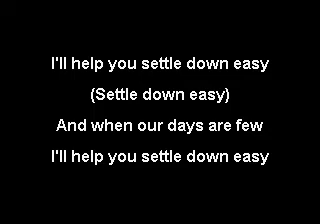 I'll help you settle down easy
(Settle down easy)
And when our days are few
I'll help you settle down easy